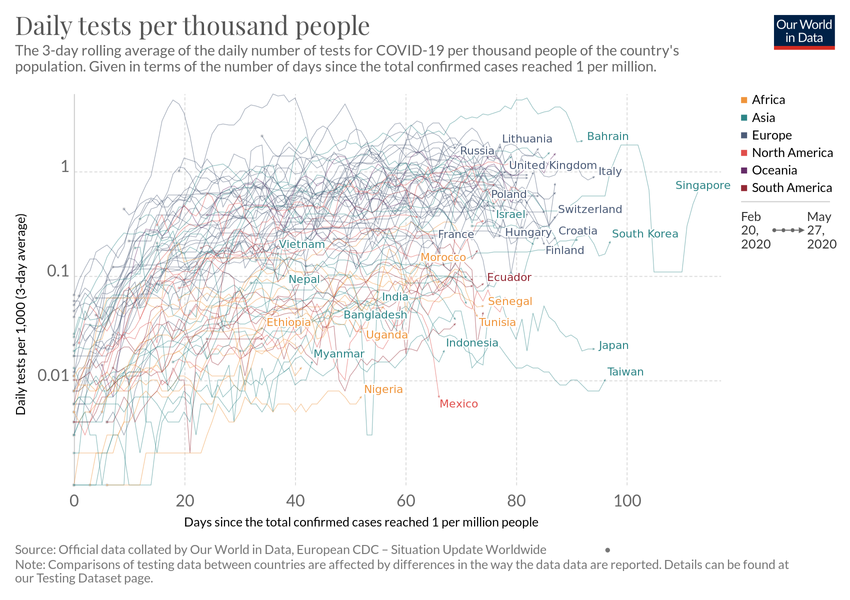 Daily tests per thousand people
Our World
in Data
The 3-day rolling average of the daily number of tests for COVID-19 per thousand people of the country's
population. Given in terms of the number of days since the total confirmed cases reached 1 per million.
Africa
Asia
Europe
North America
Oceania
South America
Feb
20,
2020
May
27,
2020
Daily tests per 1,000 (3-day average)
1
0.1
0.01
Bahrain
Lithuania
Russia
United Kingdom
Italy
Singapore
Poland
Israel
Switzerland
France
Hungary
Croatia
South Korea
Vietnam
Finland
Morocco
Nepal
Ecuador
India
Senegal
Bangladesh
Ethiopia
Tunisia
Uganda
Indonesia
Japan
Myanmar
Taiwan
Nigeria
Mexico
0
20
40
60
80
100
Days since the total confirmed cases reached 1 per million people
Source: Official data collated by Our World in Data, European CDC – Situation Update Worldwide
Note: Comparisons of testing data between countries are affected by differences in the way the data data are reported. Details can be found at
our Testing Dataset page.